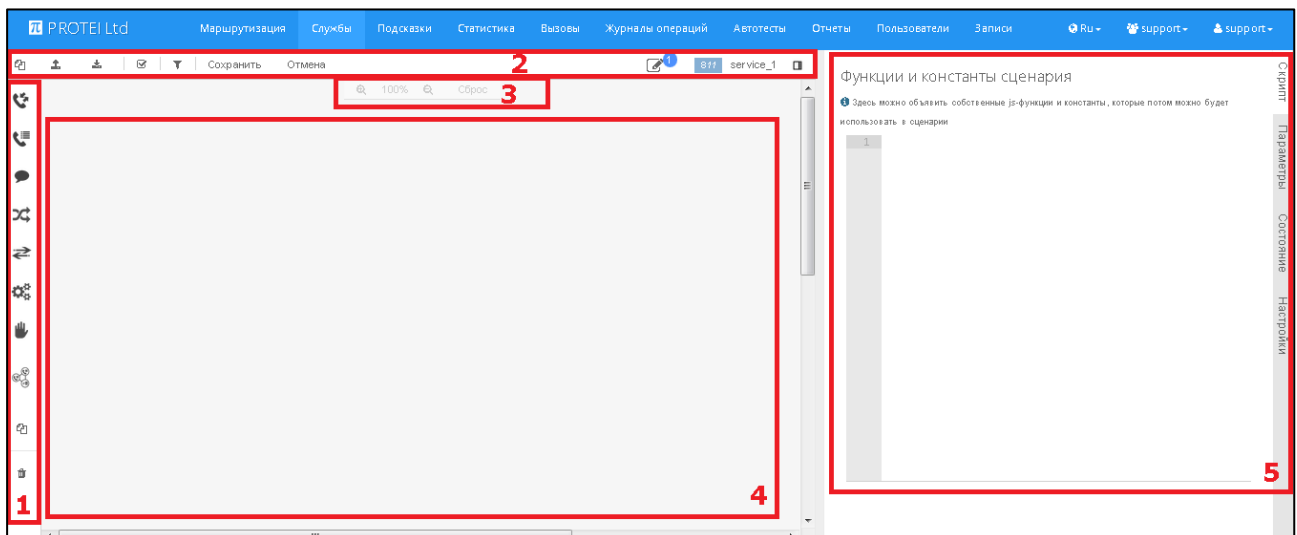 PROTEI Ltd Маршрутизация Службы Подсказки Статистика Вызовы Журналы операций Автотесты Отчеты Пользователи Записи Ru support support
Сохранить Отмена 2 1 811 service_1
100% Сброс 3
Функции и константы сценария
Здесь можно объявить собственные js-функции и константы, которые потом можно будет
использовать в сценарии
1
Скрипт
Параметры
Состояние
Настройки
1
4
5